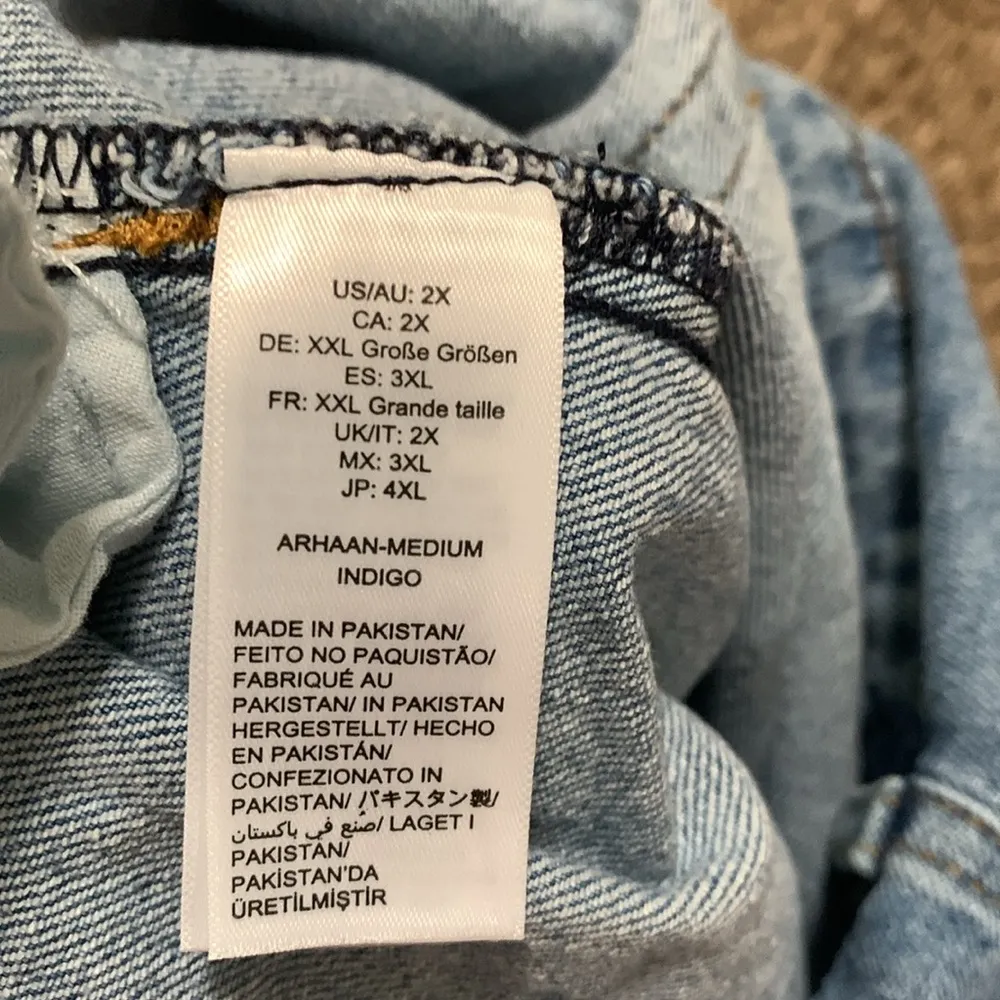 US/AU: 2X
CA: 2X
DE: XXL Große Größen
ES: 3XL
FR: XXL Grande taille
UK/IT: 2X
MX: 3XL
JP: 4XL
ARHAAN-MEDIUM
INDIGO
MADE IN PAKISTAN/
FEITO NO PAQUISTÃO/
FABRIQUÉ AU
PAKISTAN/ IN PAKISTAN
HERGESTELLT/ HECHO
EN PAKISTÁN/
CONFEZIONATO IN
PAKISTAN/ パキスタン製/
صُنع في باكستان/ LAGET I
PAKISTAN/
PAKİSTAN'DA
ÜRETİLMİŞTİR